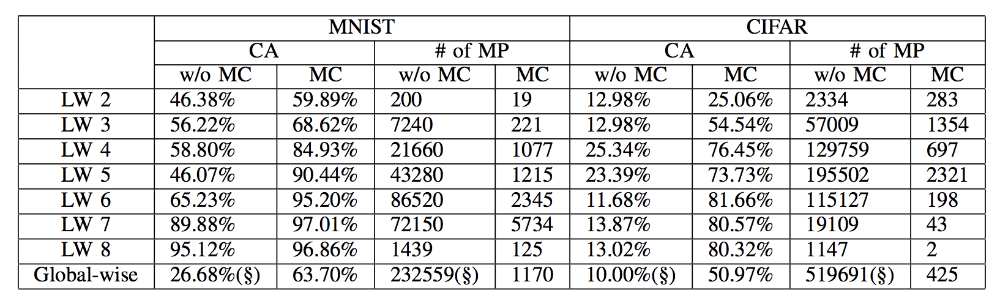 MNIST CIFAR
CA # of MP CA # of MP
w/o MC MC w/o MC MC w/o MC MC w/o MC MC
LW 2 46.38% 59.89% 200 19 12.98% 25.06% 2334 283
LW 3 56.22% 68.62% 7240 221 12.98% 54.54% 57009 1354
LW 4 58.80% 84.93% 21660 1077 25.34% 76.45% 129759 697
LW 5 46.07% 90.44% 43280 1215 23.39% 73.73% 195502 2321
LW 6 65.23% 95.20% 86520 2345 11.68% 81.66% 115127 198
LW 7 89.88% 97.01% 72150 5734 13.87% 80.57% 19109 43
LW 8 95.12% 96.86% 1439 125 13.02% 80.32% 1147 2
Global-wise 26.68%(§) 63.70% 232559(§) 1170 10.00%(§) 50.97% 519691(§) 425